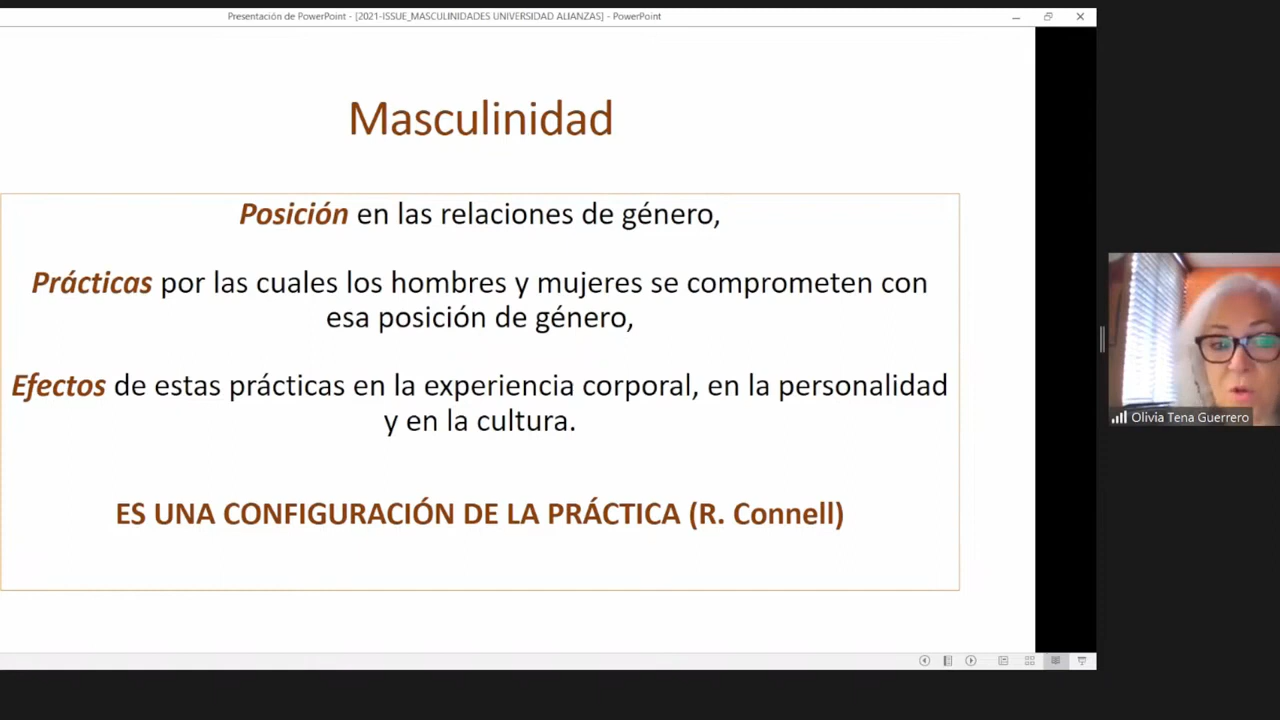 Presentación de PowerPoint - [2021-ISSUE_MASCULINIDADES UNIVERSIDAD ALIANZAS] - PowerPoint
Masculinidad
Posición en las relaciones de género,
Prácticas por las cuales los hombres y mujeres se comprometen con
esa posición de género,
Efectos de estas prácticas en la experiencia corporal, en la personalidad
y en la cultura.
ES UNA CONFIGURACIÓN DE LA PRÁCTICA (R. Connell)
Olivia Tena Guerrero